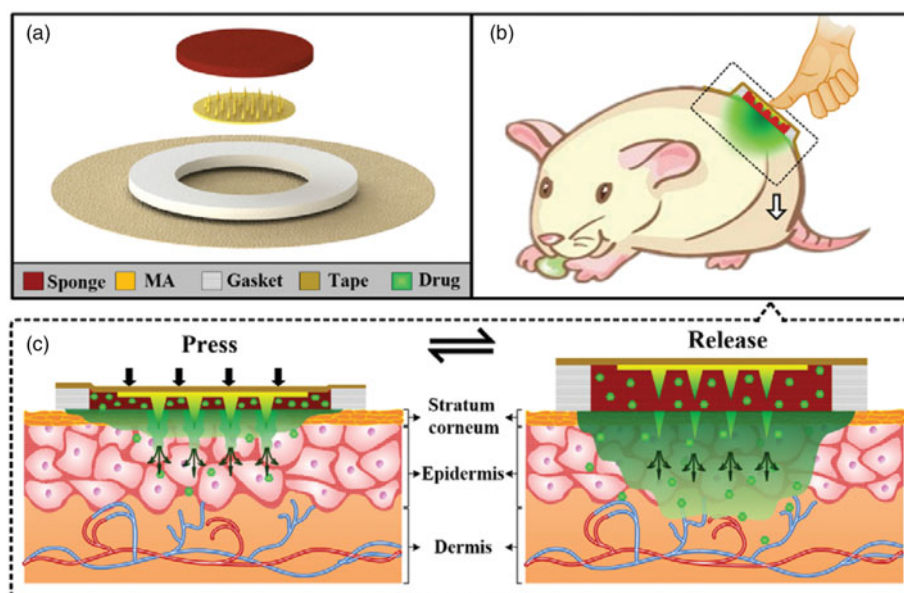 (a)
Sponge MA Gasket Tape Drug
(b)
(c)
Press
Release
Stratum
corneum
Epidermis
Dermis